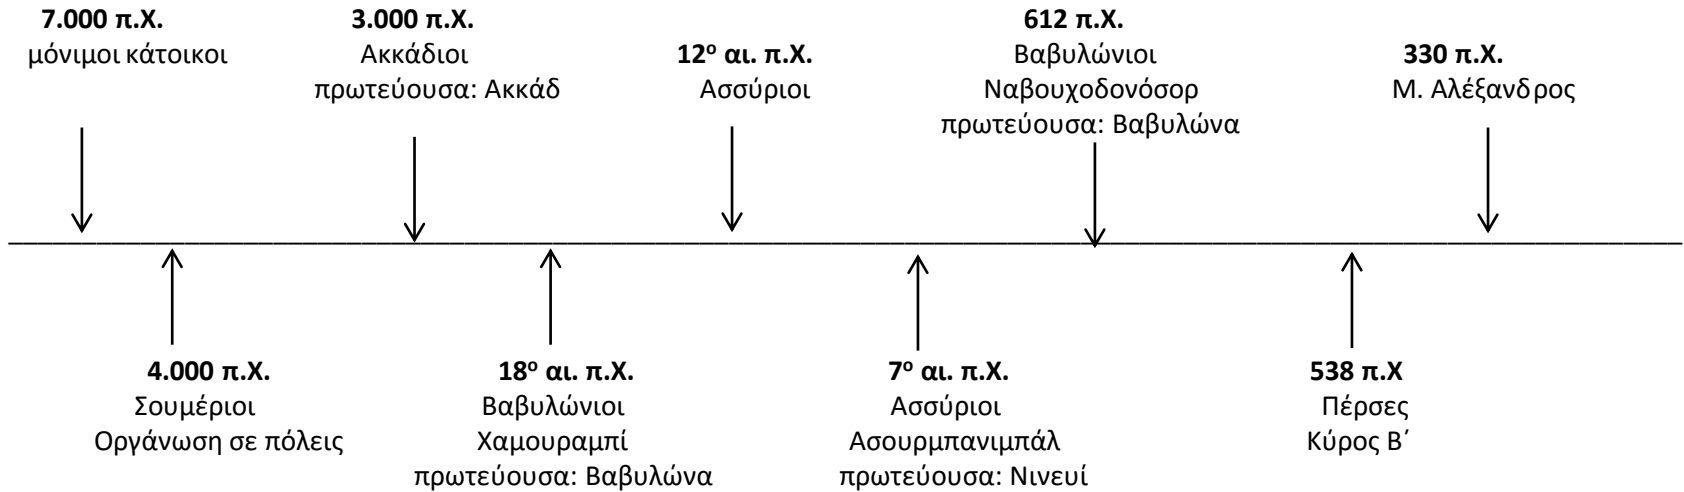 7.000 π.Χ.
μόνιμοι κάτοικοι
3.000 π.Χ.
Ακκάδιοι
πρωτεύουσα: Ακκάδ
12ο αι. π.Χ.
Ασσύριοι
612 π.Χ.
Βαβυλώνιοι
Ναβουχοδονόσορ
πρωτεύουσα: Βαβυλώνα
330 π.Χ.
Μ. Αλέξανδρος
4.000 π.Χ.
Σουμέριοι
Οργάνωση σε πόλεις
18ο αι. π.Χ.
Βαβυλώνιοι
Χαμουραμπί
πρωτεύουσα: Βαβυλώνα
7ο αι. π.Χ.
Ασσύριοι
Ασουρμπανιμπάλ
πρωτεύουσα: Νινευί
538 π.Χ
Πέρσες
Κύρος Β΄